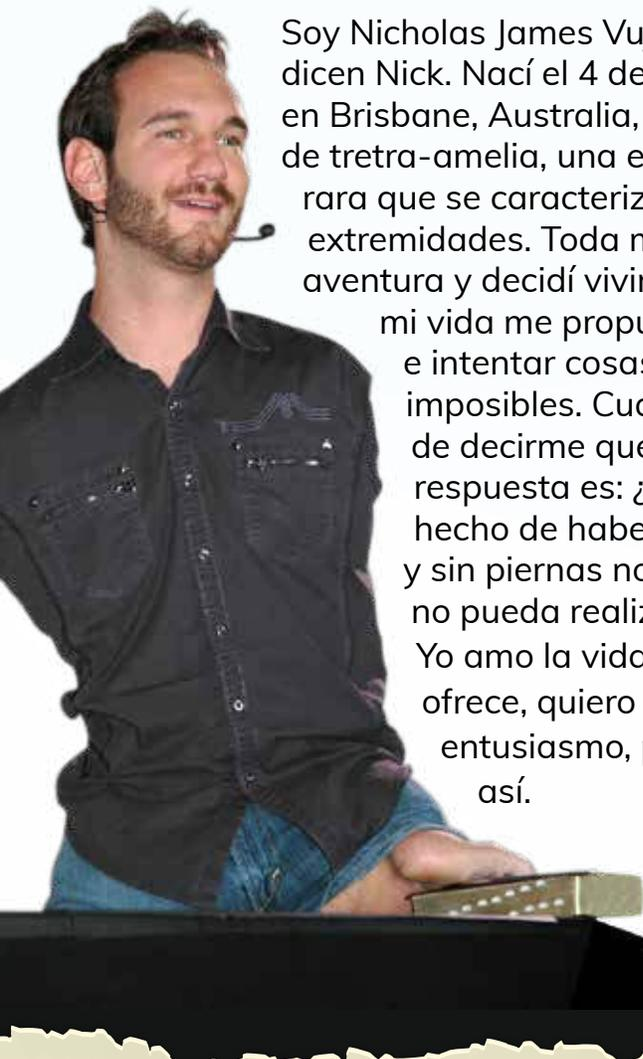 Soy Nicholas James Vu
dicen Nick. Nací el 4 de
en Brisbane, Australia,
de tretra-amelia, una e
rara que se caracteriz
extremidades. Toda m
aventura y decidí vivir
mi vida me propu
e intentar cosas
imposibles. Cua
de decirme que
respuesta es: ¿
hecho de habe
y sin piernas no
no pueda realiz
Yo amo la vida
ofrece, quiero
entusiasmo, p
así.